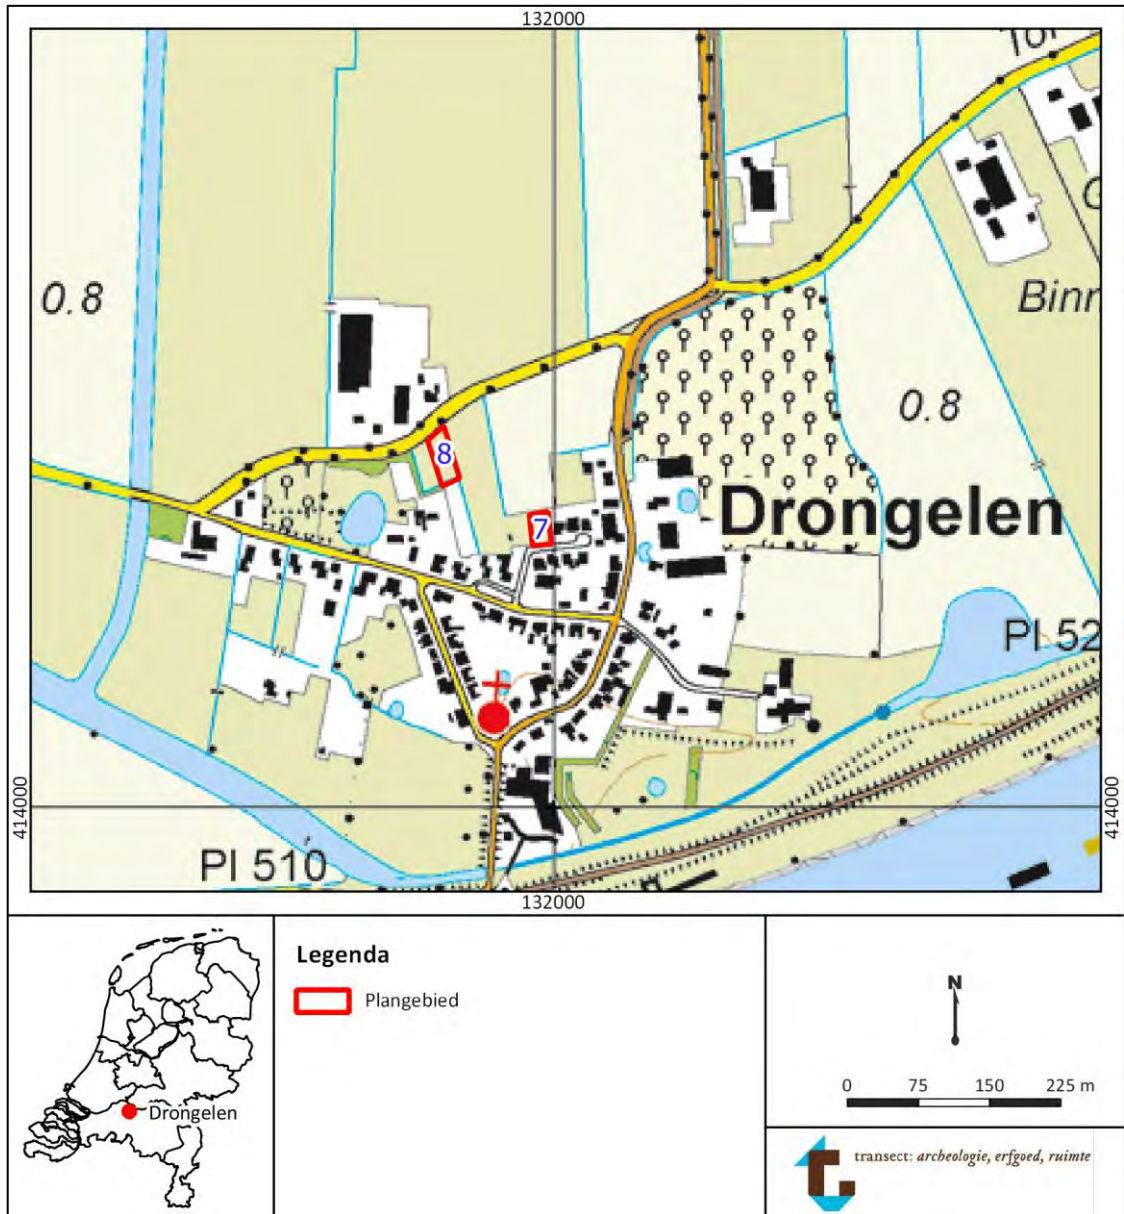 132000
0.8
8
7
Drongelen
0.8
Binr
Pl 52
414000
414000
Pl 510
132000
Drongelen
Legenda
Plangebied
N
0 75 150 225 m
transect: archeologie, erfgoed, ruimte